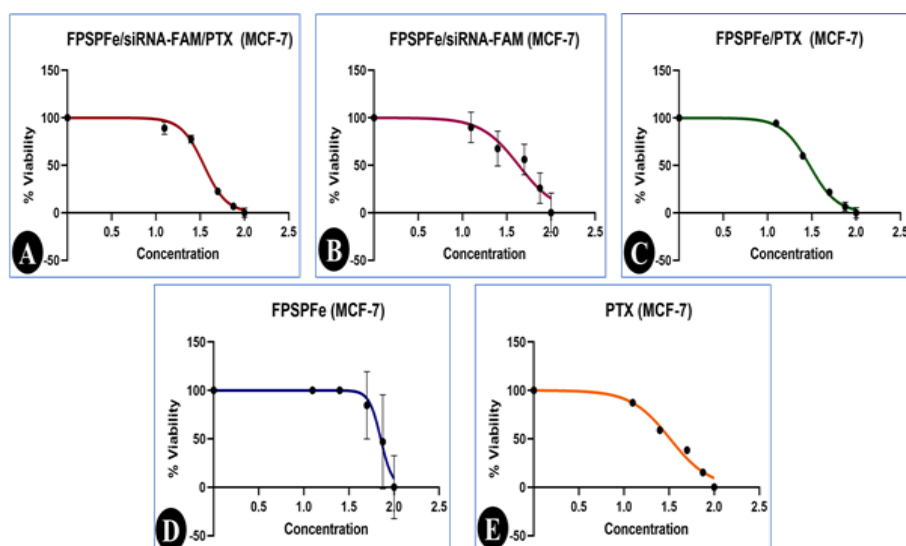 FPSPFe/siRNA-FAM/PTX (MCF-7)
150
100
50
0
-50
% Viability
0.5 1.0 1.5 2.0 2.5
Concentration
A
FPSPFe/siRNA-FAM (MCF-7)
150
100
50
0
-50
% Viability
0.5 1.0 1.5 2.0 2.5
Concentration
B
FPSPFe/PTX (MCF-7)
150
100
50
0
-50
% Viability
0.5 1.0 1.5 2.0 2.5
Concentration
C
FPSPFe (MCF-7)
150
100
50
0
-50
% Viability
0.5 1.0 1.5 2.0 2.5
Concentration
D
PTX (MCF-7)
150
100
50
0
-50
% Viability
0.5 1.0 1.5 2.0 2.5
Concentration
E